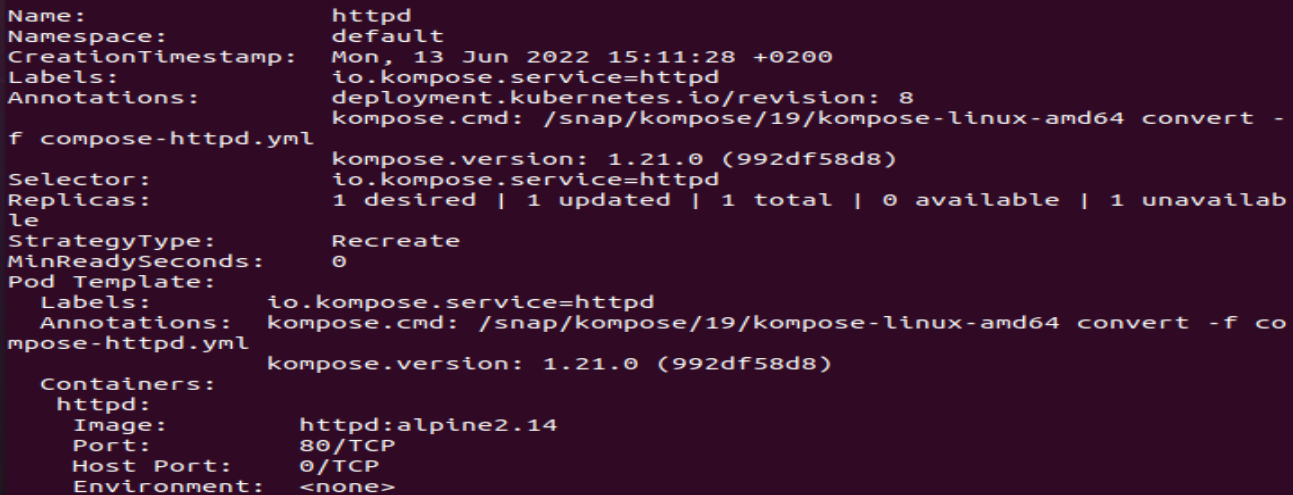 Name:                   httpd
Namespace:              default
CreationTimestamp:  Mon, 13 Jun 2022 15:11:28 +0200
Labels:                 io.kompose.service=httpd
Annotations:            deployment.kubernetes.io/revision: 8
                        kompose.cmd: /snap/kompose/19/kompose-linux-amd64 convert -
f compose-httpd.yml
                        kompose.version: 1.21.0 (992df58d8)
Selector:               io.kompose.service=httpd
Replicas:               1 desired | 1 updated | 1 total | 0 available | 1 unavailab
le
StrategyType:           Recreate
MinReadySeconds:        0
Pod Template:
  Labels:       io.kompose.service=httpd
  Annotations:  kompose.cmd: /snap/kompose/19/kompose-linux-amd64 convert -f co
mpose-httpd.yml
                kompose.version: 1.21.0 (992df58d8)
  Containers:
   httpd:
    Image:        httpd:alpine2.14
    Port:         80/TCP
    Host Port:    0/TCP
    Environment:  <none>